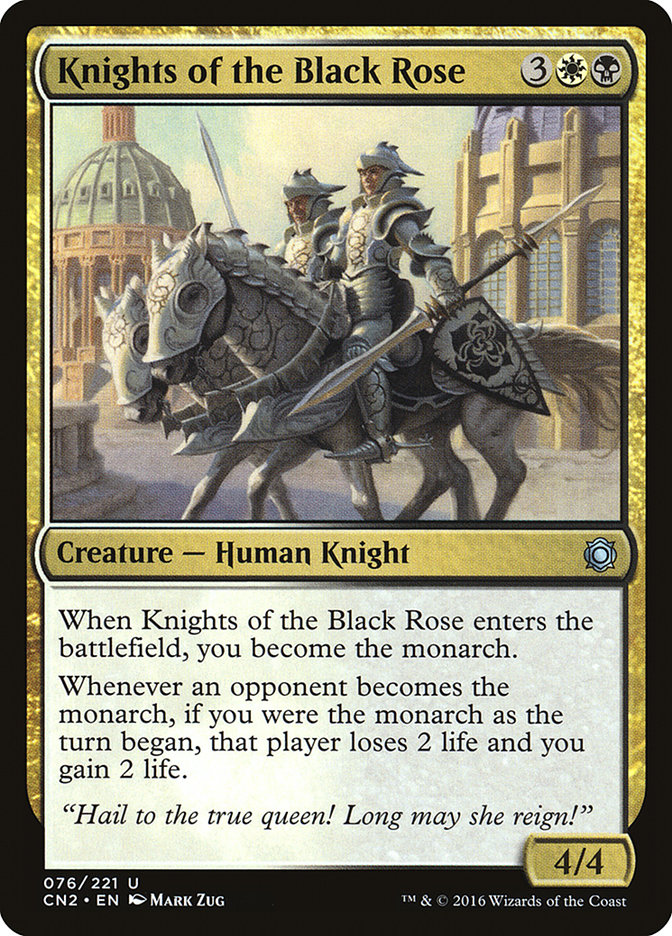 Knights of the Black Rose 3
Creature — Human Knight
When Knights of the Black Rose enters the
battlefield, you become the monarch.
Whenever an opponent becomes the
monarch, if you were the monarch as the
turn began, that player loses 2 life and you
gain 2 life.
“Hail to the true queen! Long may she reign!”
4/4
076/221 U
CN2 • EN Mark Zug
™ & © 2016 Wizards of the Coast